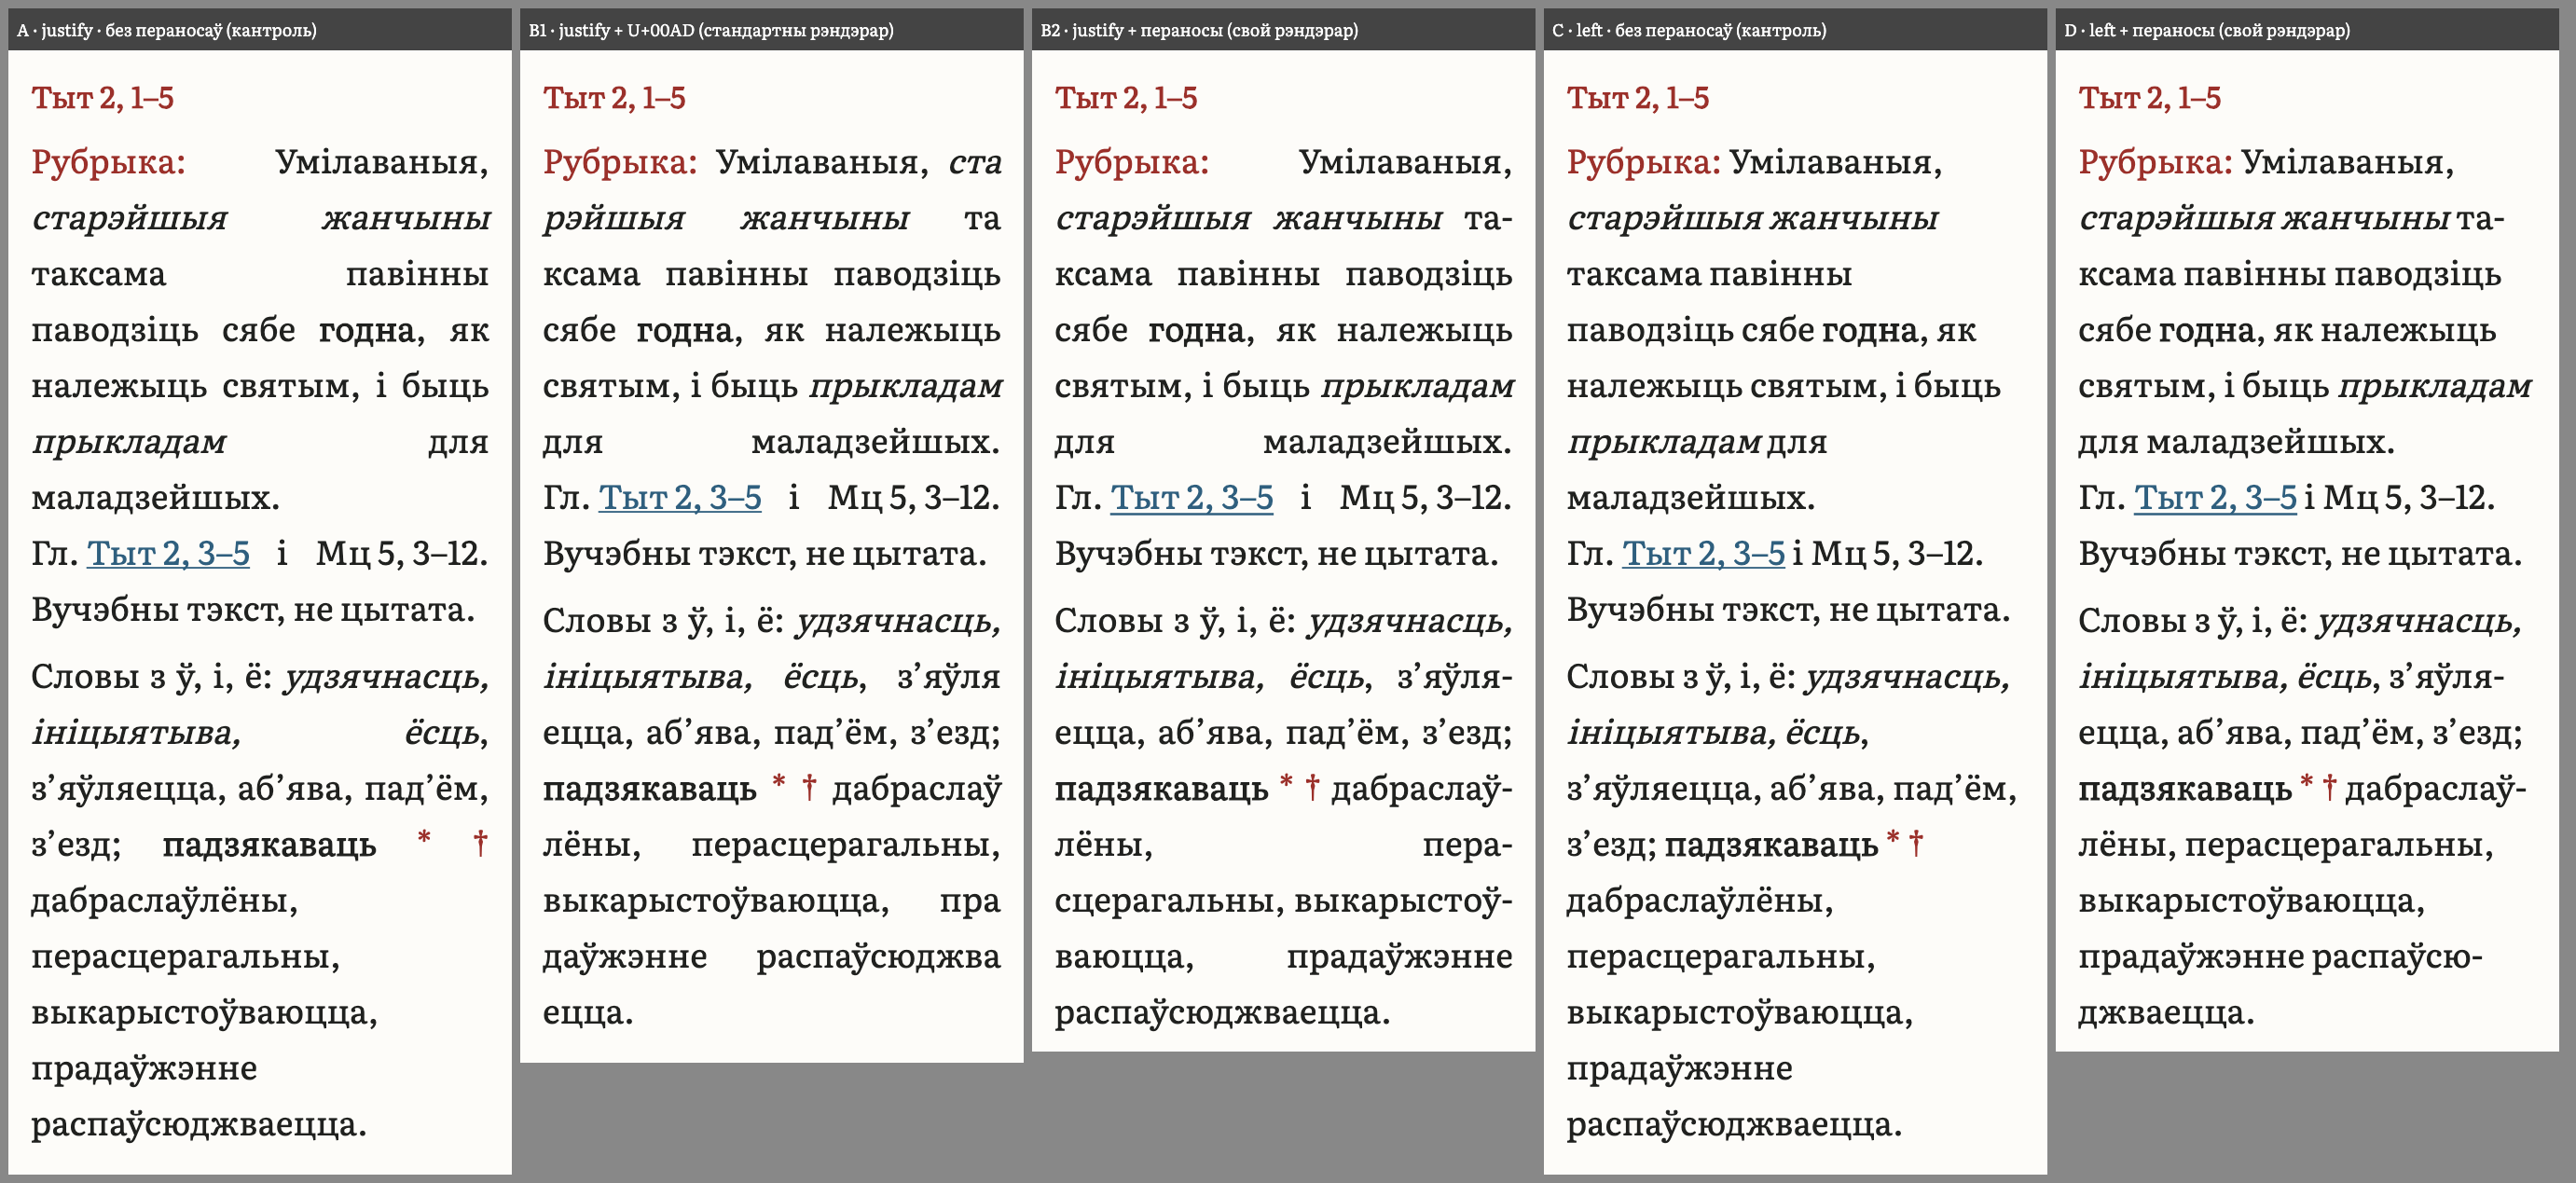 A · justify · без пераносаў (кантроль)
Тыт 2, 1–5
Рубрыка: Умілаваныя,
старэйшыя жанчыны
таксама павінны
паводзіць сябе годна, як
належыць святым, і быць
прыкладам для
маладзейшых.
Гл. Тыт 2, 3–5 і Мц 5, 3–12.
Вучэбны тэкст, не цытата.
Словы з ў, і, ё: удзячнасць,
ініцыятыва, ёсць,
з’яўляецца, аб’ява, пад’ём,
з’езд; падзякаваць * †
дабраслаўлёны,
перасцерагальны,
выкарыстоўваюцца,
прадаўжэнне
распаўсюджваецца.
B1 · justify + U+00AD (стандартны рэндэрар)
Тыт 2, 1–5
Рубрыка: Умілаваныя, ста
рэйшыя жанчыны та
ксама павінны паводзіць
сябе годна, як належыць
святым, і быць прыкладам
для маладзейшых.
Гл. Тыт 2, 3–5 і Мц 5, 3–12.
Вучэбны тэкст, не цытата.
Словы з ў, і, ё: удзячнасць,
ініцыятыва, ёсць, з’яўля
ецца, аб’ява, пад’ём, з’езд;
падзякаваць * † дабраслаў
лёны, перасцерагальны,
выкарыстоўваюцца, пра
даўжэнне распаўсюджва
ецца.
B2 · justify + пераносы (свой рэндэрар)
Тыт 2, 1–5
Рубрыка: Умілаваныя,
старэйшыя жанчыны та-
ксама павінны паводзіць
сябе годна, як належыць
святым, і быць прыкладам
для маладзейшых.
Гл. Тыт 2, 3–5 і Мц 5, 3–12.
Вучэбны тэкст, не цытата.
Словы з ў, і, ё: удзячнасць,
ініцыятыва, ёсць, з’яўля-
ецца, аб’ява, пад’ём, з’езд;
падзякаваць * † дабраслаў-
лёны, пера-
сцерагальны, выкарыстоў-
ваюцца, прадаўжэнне
распаўсюджваецца.
C · left · без пераносаў (кантроль)
Тыт 2, 1–5
Рубрыка: Умілаваныя,
старэйшыя жанчыны
таксама павінны
паводзіць сябе годна, як
належыць святым, і быць
прыкладам для
маладзейшых.
Гл. Тыт 2, 3–5 і Мц 5, 3–12.
Вучэбны тэкст, не цытата.
Словы з ў, і, ё: удзячнасць,
ініцыятыва, ёсць,
з’яўляецца, аб’ява, пад’ём,
з’езд; падзякаваць * †
дабраслаўлёны,
перасцерагальны,
выкарыстоўваюцца,
прадаўжэнне
распаўсюджваецца.
D · left + пераносы (свой рэндэрар)
Тыт 2, 1–5
Рубрыка: Умілаваныя,
старэйшыя жанчыны та-
ксама павінны паводзіць
сябе годна, як належыць
святым, і быць прыкладам
для маладзейшых.
Гл. Тыт 2, 3–5 і Мц 5, 3–12.
Вучэбны тэкст, не цытата.
Словы з ў, і, ё: удзячнасць,
ініцыятыва, ёсць, з’яўля-
ецца, аб’ява, пад’ём, з’езд;
падзякаваць * † дабраслаў-
лёны, перасцерагальны,
выкарыстоўваюцца,
прадаўжэнне распаўсю-
джваецца.